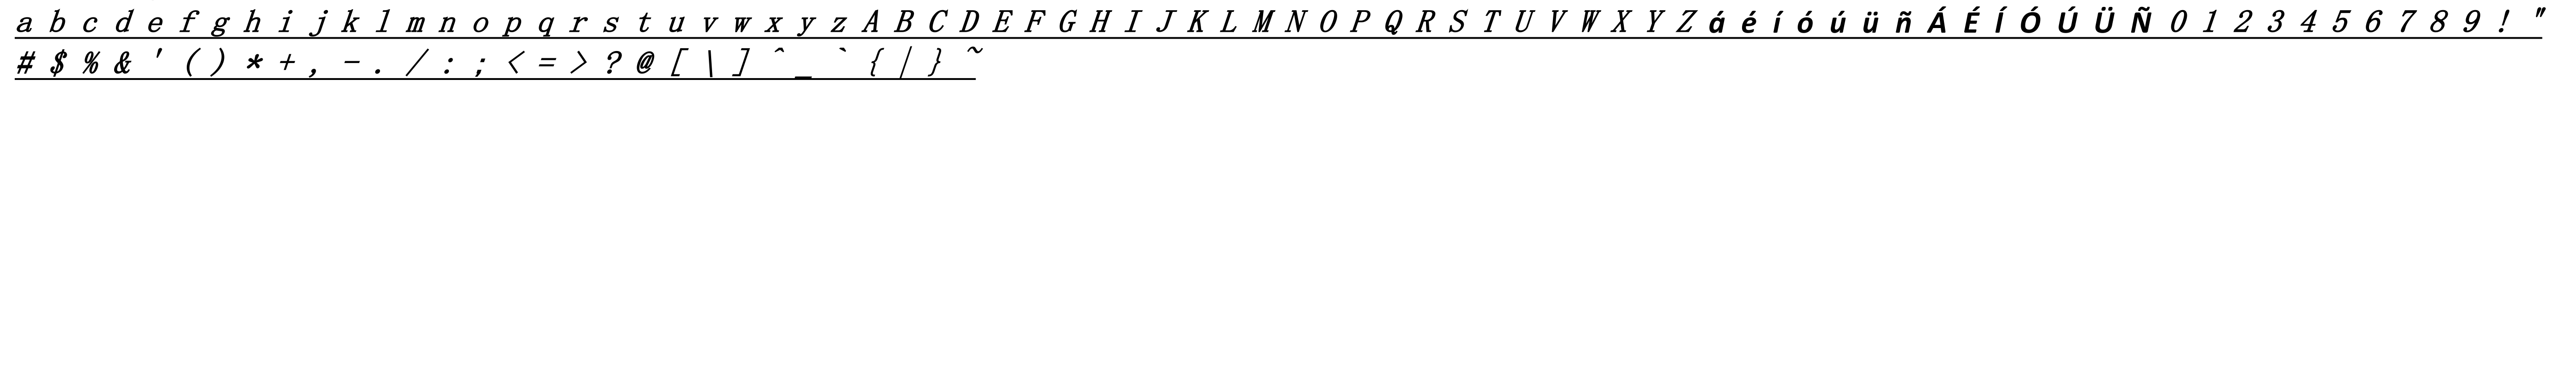 a b c d e f g h i j k l m n o p q r s t u v w x y z A B C D E F G H I J K L M N O P Q R S T U V W X Y Z á é í ó ú ü ñ Á É Í Ó Ú Ü Ñ 0 1 2 3 4 5 6 7 8 9 ! "
# $ % & ' ( ) * + , - . / : ; < = > ? @ [ \ ] ^ _ ` { | } ~